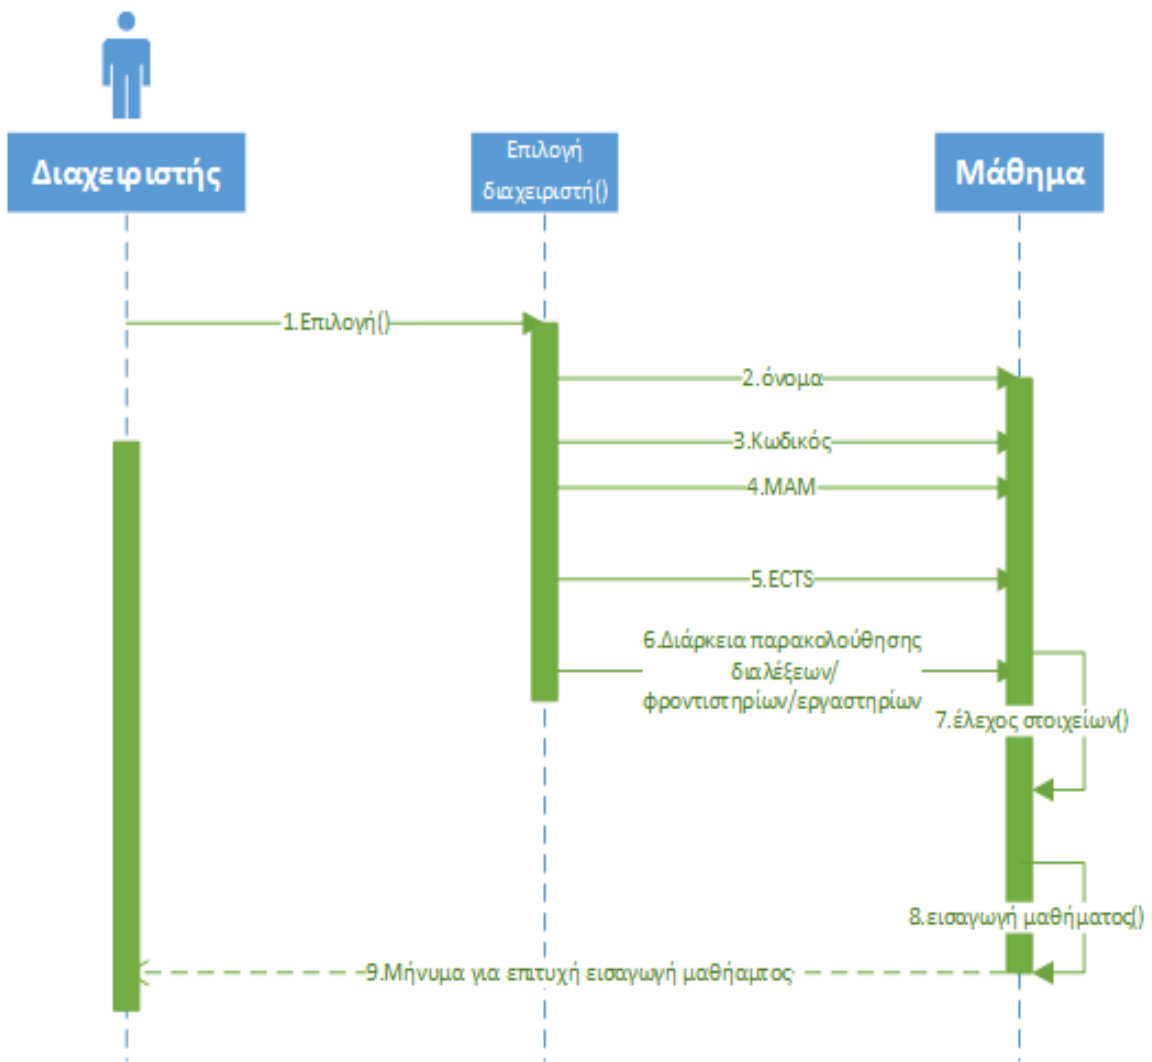 Διαχειριστής
Επιλογή
διαχειριστή()
Μάθημα
1.Επιλογή()
2.όνομα
3.Κωδικός
4.ΜΑΜ
5.ECTS
6.Διάρκεια παρακολούθησης
διαλέξεων/
φροντιστηρίων/εργαστηρίων
7.έλεχος στοιχείων()
8.εισαγωγή μαθήματος()
9.Μήνυμα για επιτυχή εισαγωγή μαθήαμτος